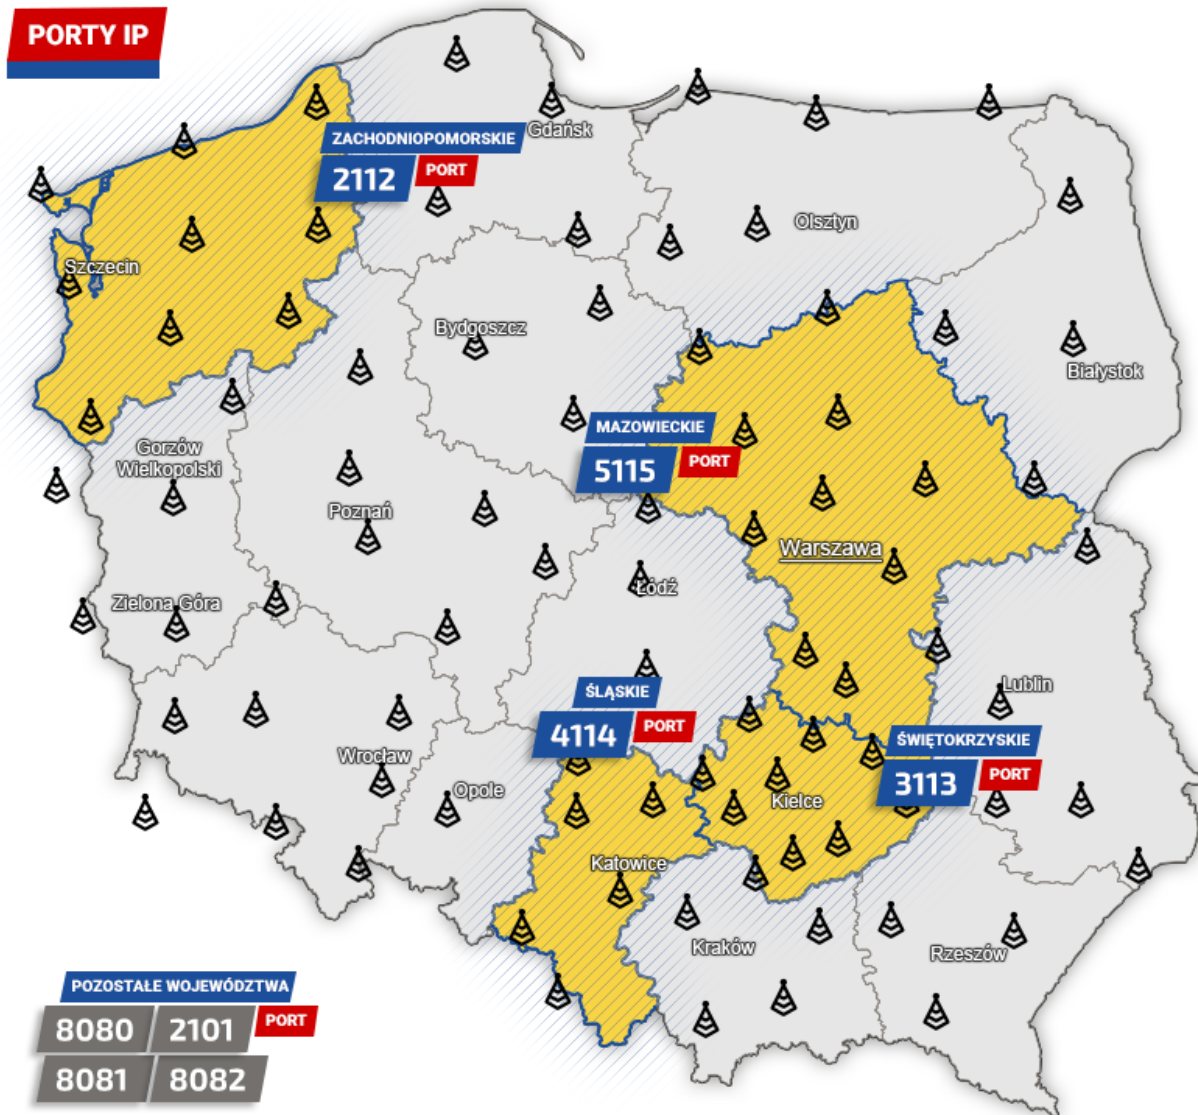 PORTY IP
Gdańsk
ZACHODNIOPOMORSKIE
2112 PORT
Olsztyn
Szczecin
Bydgoszcz
Białystok
MAZOWIECKIE
5115 PORT
Gorzów
Wielkopolski
Poznań
Warszawa
Łódź
Zielona Góra
Lublin
ŚLĄSKIE
4114 PORT
ŚWIĘTOKRZYSKIE
3113 PORT
Wrocław
Opole
Kielce
Katowice
Kraków
Rzeszów
POZOSTAŁE WOJEWÓDZTWA
8080 2101 PORT
8081 8082